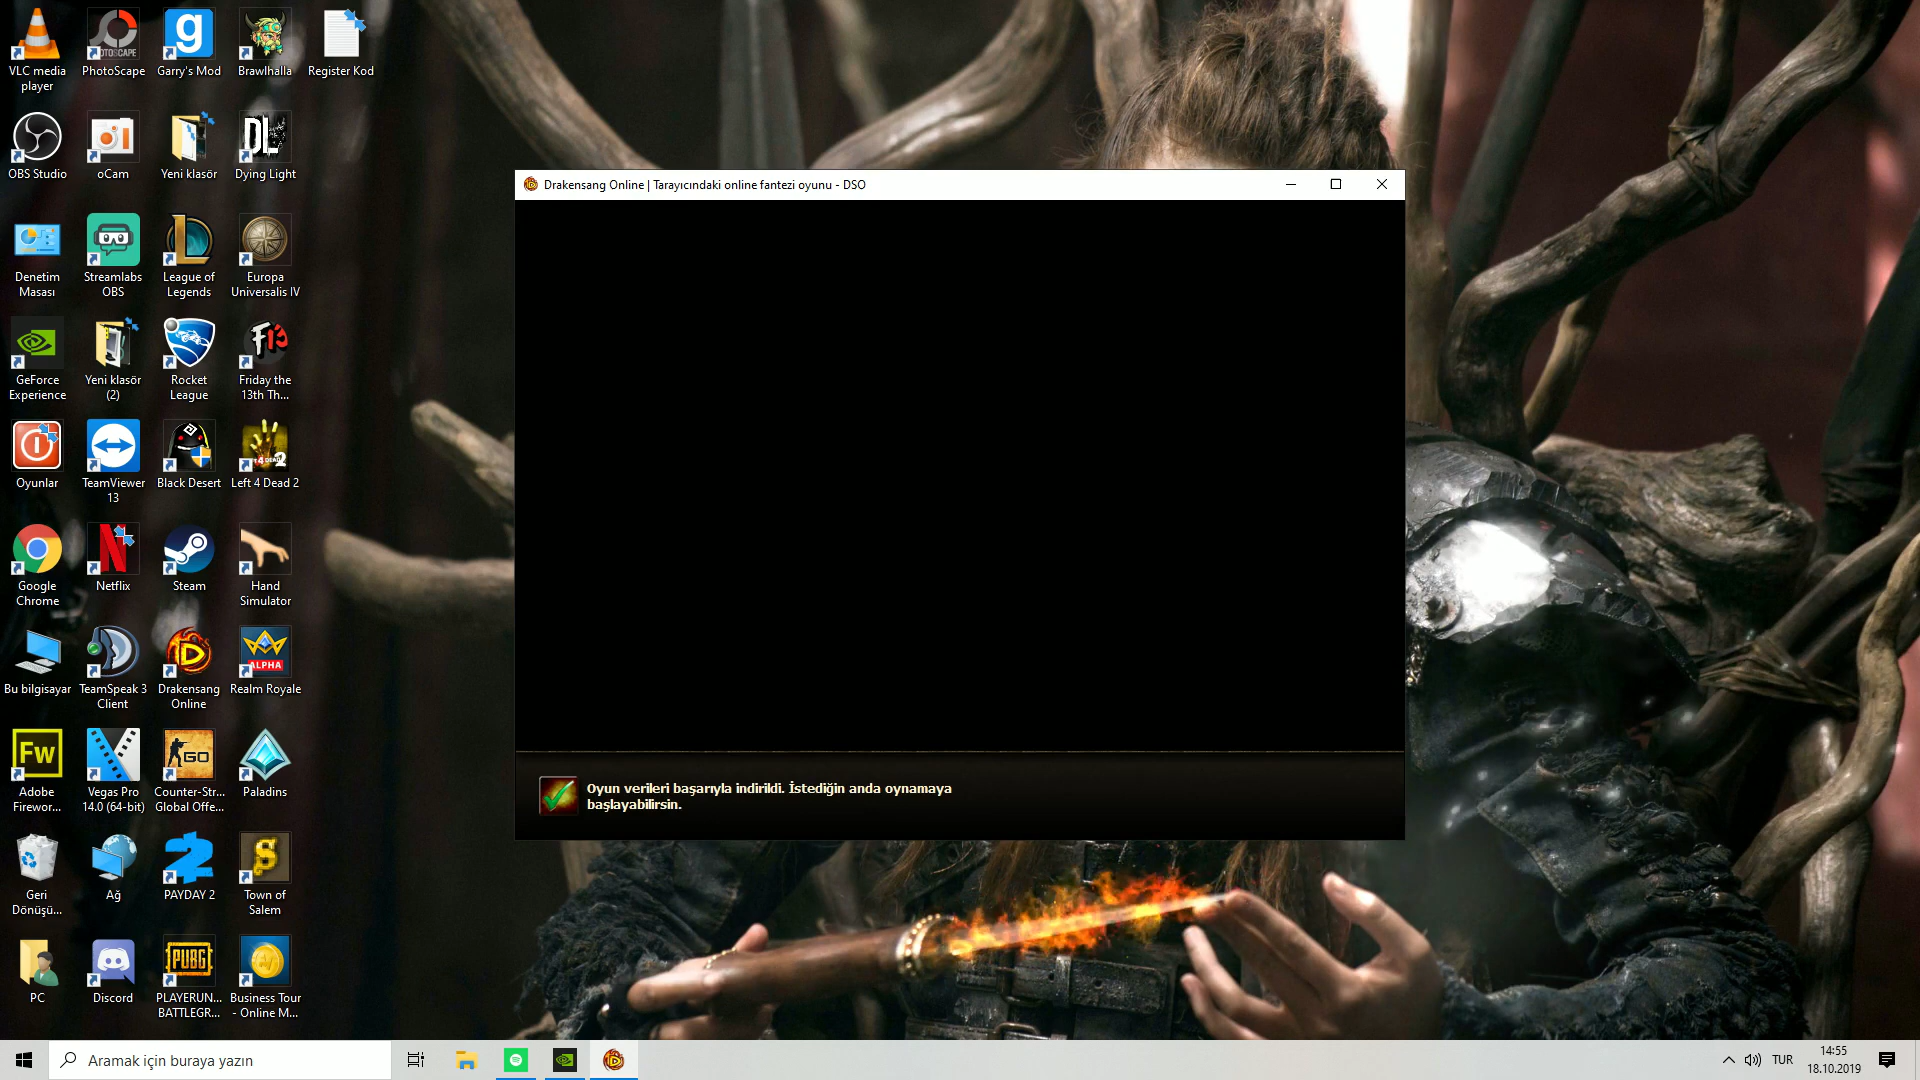 VLC media
player
PhotoScape
Garry's Mod
Brawlhalla
Register Kod
OBS Studio
oCam
Yeni klasör
Dying Light
Denetim
Masası
Streamlabs
OBS
League of
Legends
Europa
Universalis IV
GeForce
Experience
Yeni klasör
(2)
Rocket
League
Friday the
13th Th...
Oyunlar
TeamViewer
13
Black Desert
Left 4 Dead 2
Google
Chrome
Netflix
Steam
Hand
Simulator
Bu bilgisayar
TeamSpeak 3
Client
Drakensang
Online
ALPHA
Realm Royale
Fw
Adobe
Firewor...
Vegas Pro
14.0 (64-bit)
GO
Counter-Str...
Global Offe...
Paladins
Geri
Dönüşü...
Ağ
PAYDAY 2
Town of
Salem
PC
Discord
PUBG
PLAYERUN...
BATTLEGR...
Business Tour
- Online M...
Drakensang Online | Tarayıcındaki online fantezi oyunu - DSO
Oyun verileri başarıyla indirildi. İstediğin anda oynamaya
başlayabilirsin.
Aramak için buraya yazın
TUR
14:55
18.10.2019